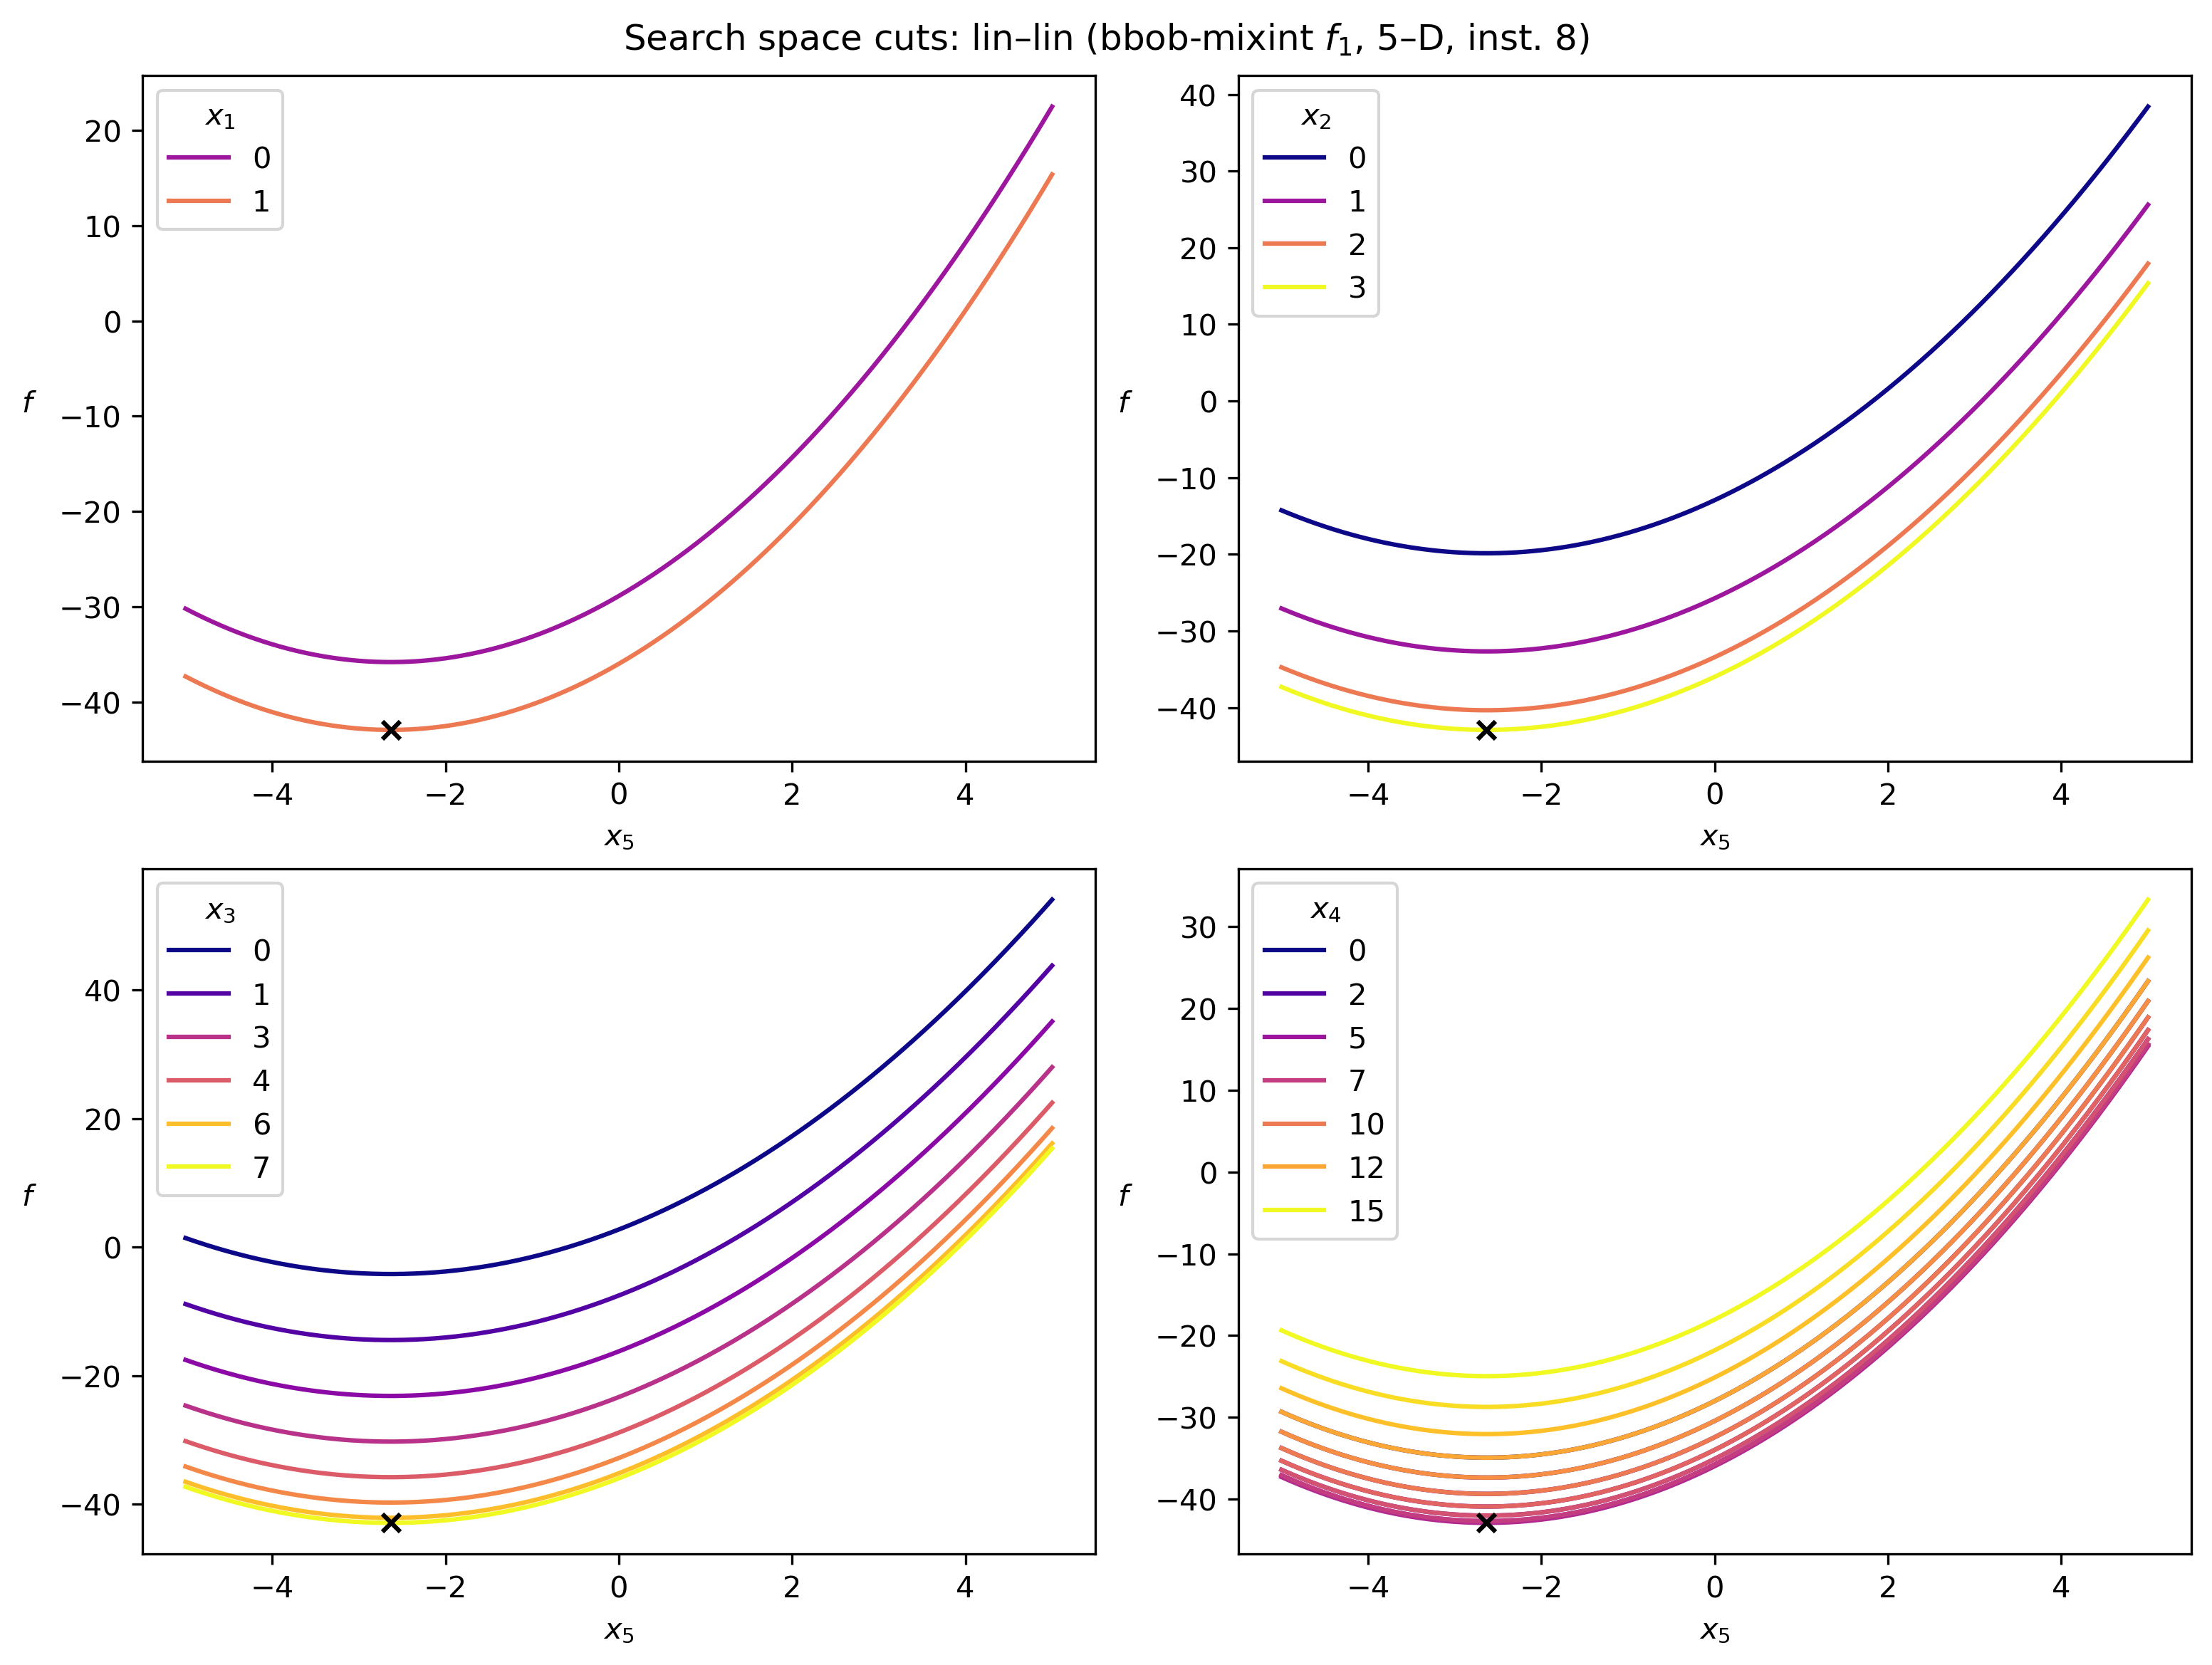 Search space cuts: lin–lin (bbob-mixint f₁, 5–D, inst. 8)
x₁
0
1
20
10
0
−10
−20
−30
−40
f
−4 −2 0 2 4
x₅
x₂
0
1
2
3
40
30
20
10
0
−10
−20
−30
−40
f
−4 −2 0 2 4
x₅
x₃
0
1
3
4
6
7
40
20
0
−20
−40
f
−4 −2 0 2 4
x₅
x₄
0
2
5
7
10
12
15
30
20
10
0
−10
−20
−30
−40
f
−4 −2 0 2 4
x₅